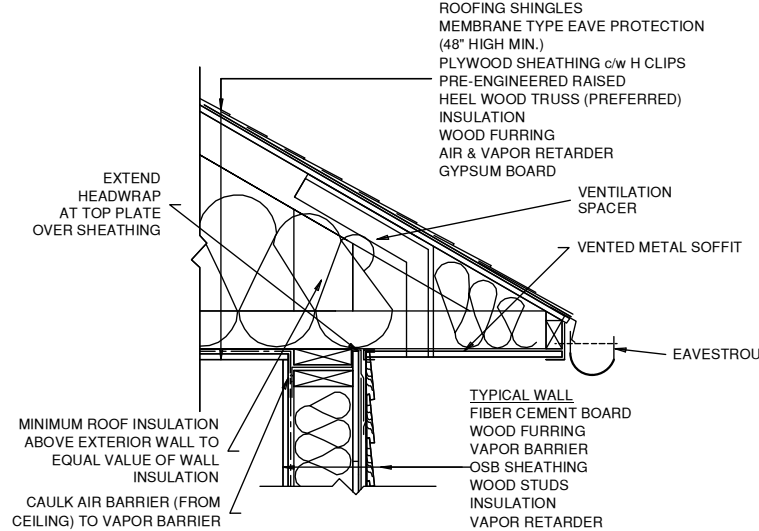 ROOFING SHINGLES
MEMBRANE TYPE EAVE PROTECTION
(48" HIGH MIN.)
PLYWOOD SHEATHING c/w H CLIPS
PRE-ENGINEERED RAISED
HEEL WOOD TRUSS (PREFERRED)
INSULATION
WOOD FURRING
AIR & VAPOR RETARDER
GYPSUM BOARD
EXTEND
HEADWRAP
AT TOP PLATE
OVER SHEATHING
VENTILATION
SPACER
VENTED METAL SOFFIT
EAVESTROU
MINIMUM ROOF INSULATION
ABOVE EXTERIOR WALL TO
EQUAL VALUE OF WALL
INSULATION
CAULK AIR BARRIER (FROM
CEILING) TO VAPOR BARRIER
TYPICAL WALL
FIBER CEMENT BOARD
WOOD FURRING
VAPOR BARRIER
OSB SHEATHING
WOOD STUDS
INSULATION
VAPOR RETARDER